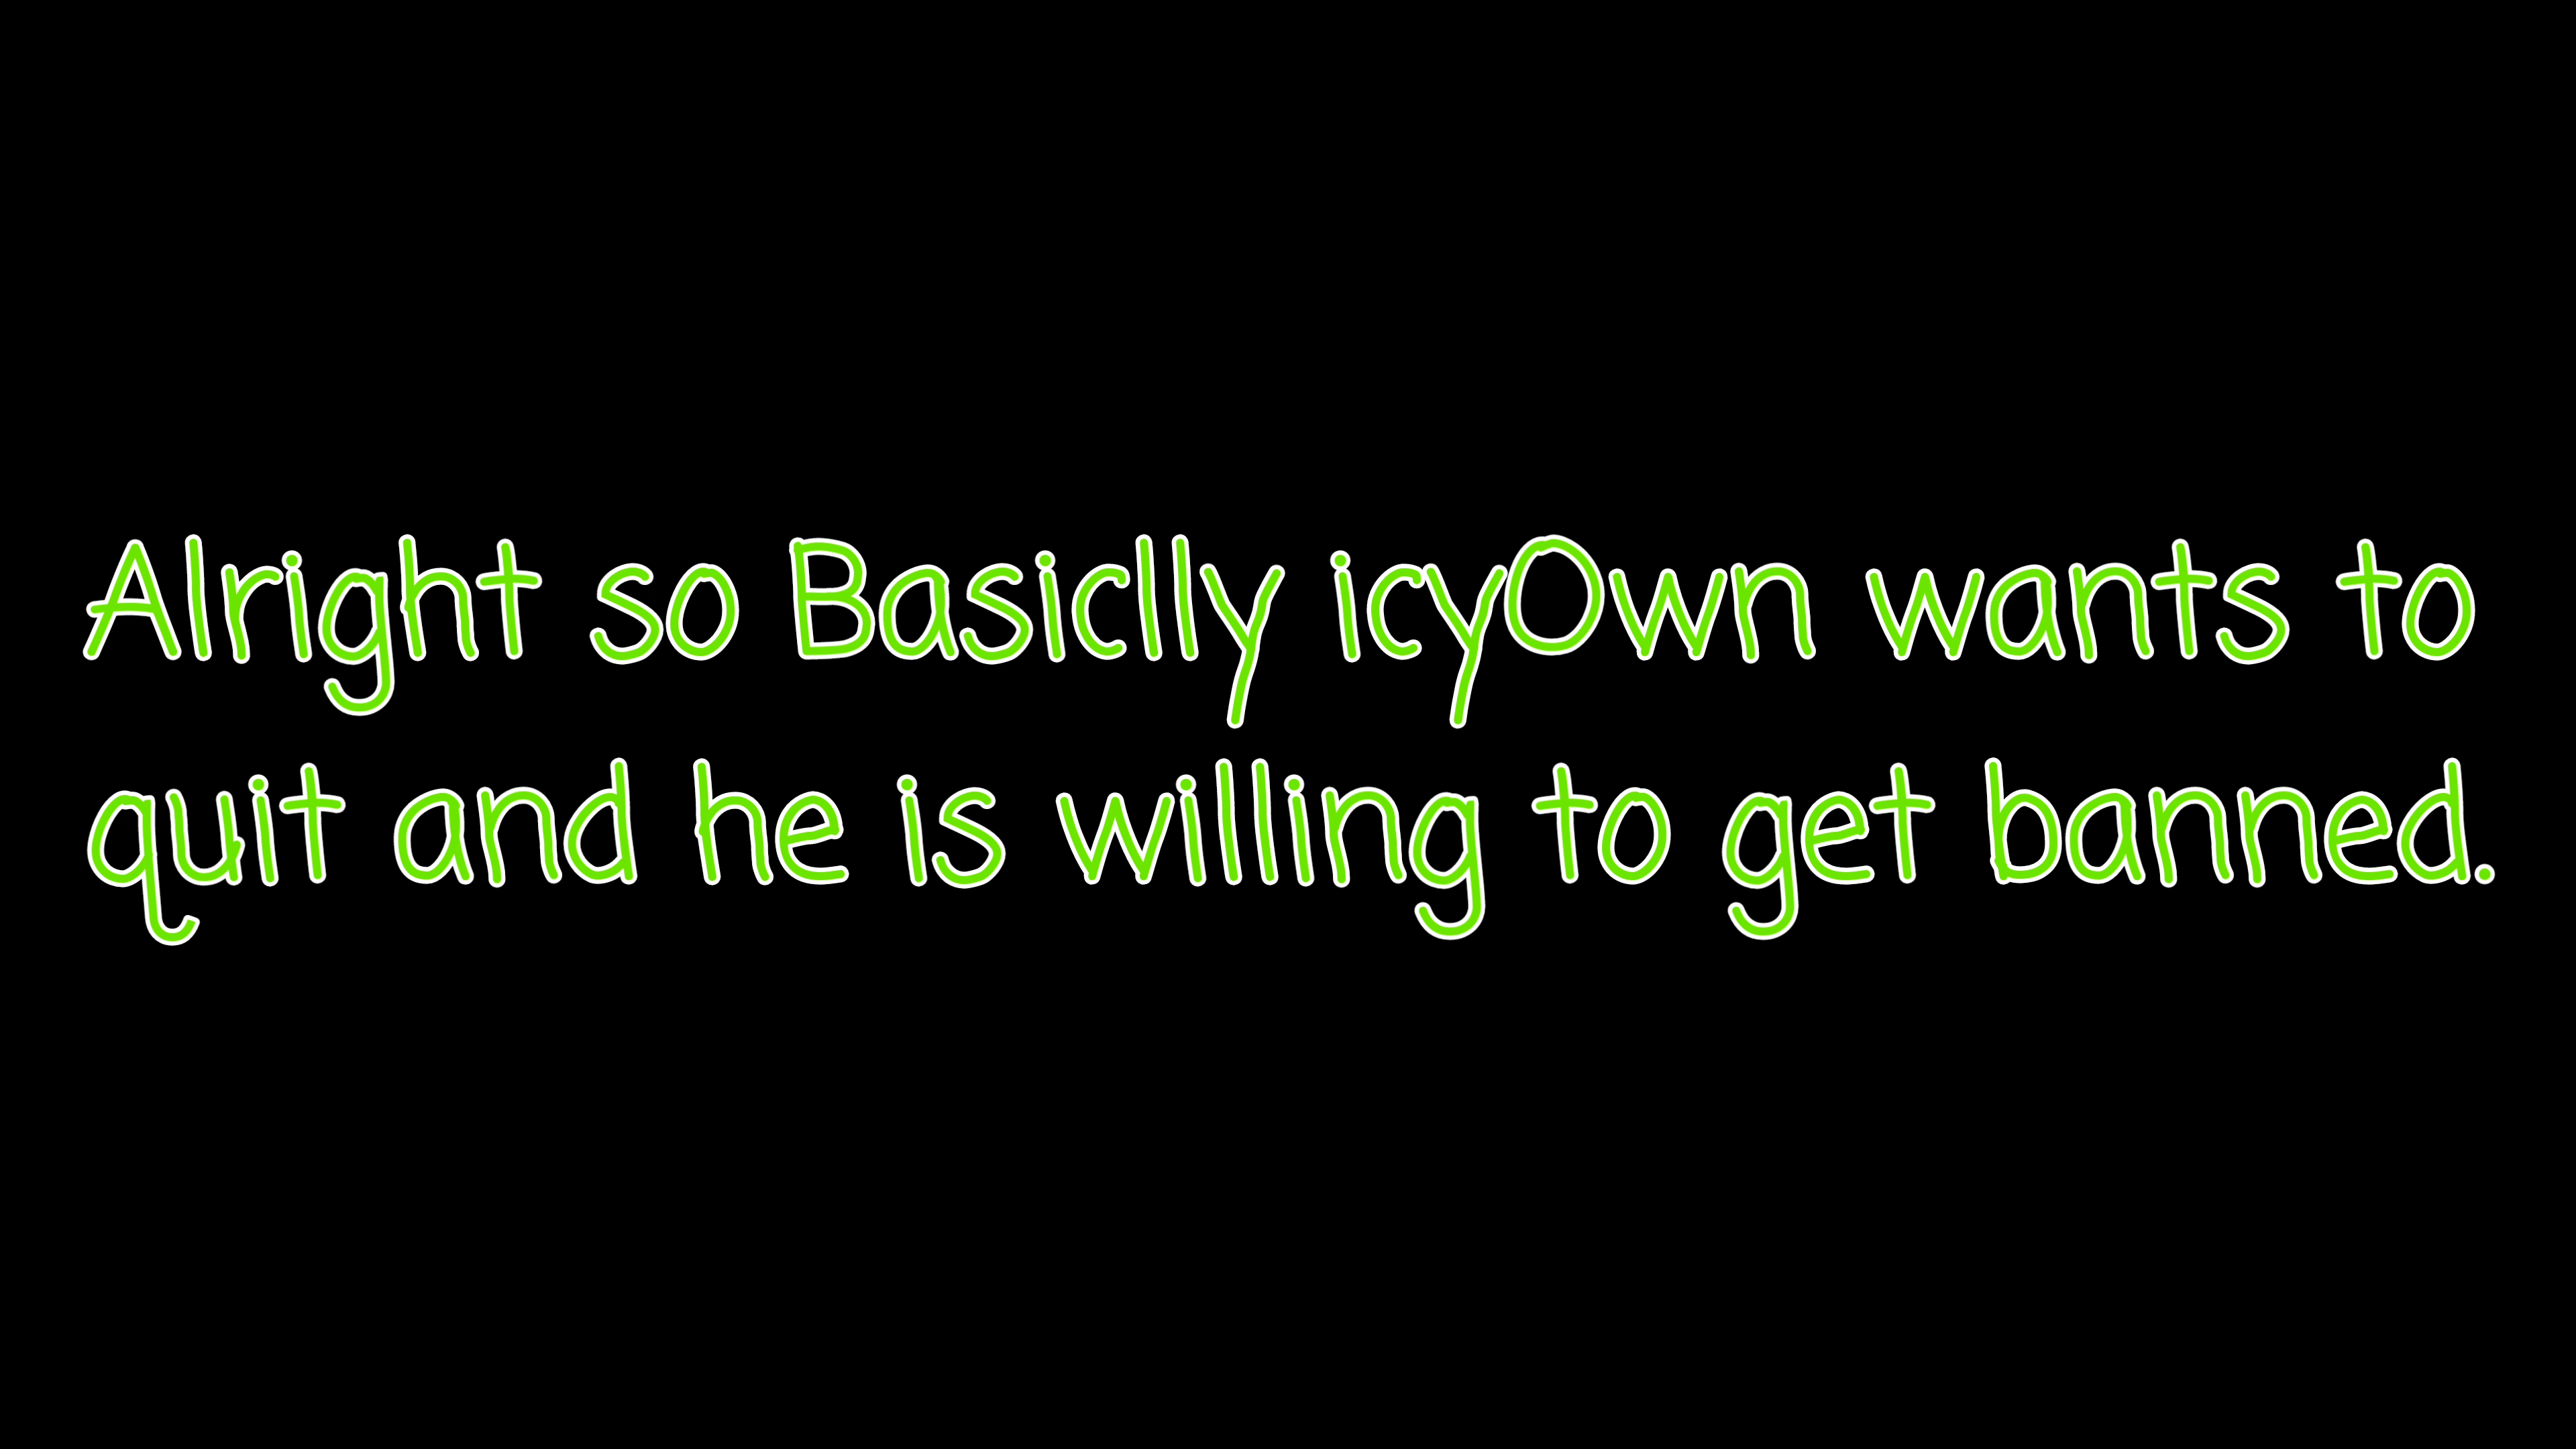 Alright so Basiclly icyOwn wants to
quit and he is willing to get banned.